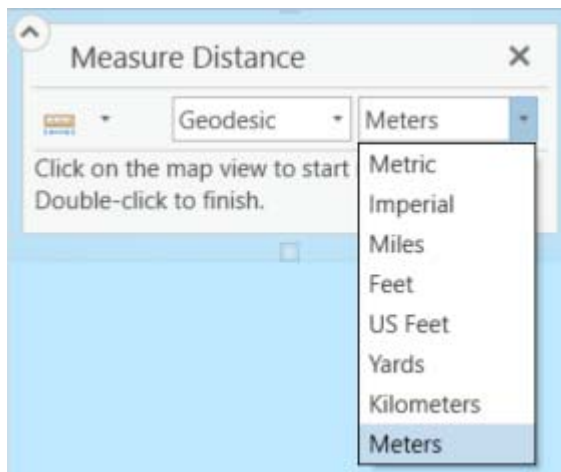 Measure Distance
Geodesic
Meters
Click on the map view to start
Double-click to finish.
Metric
Imperial
Miles
Feet
US Feet
Yards
Kilometers
Meters